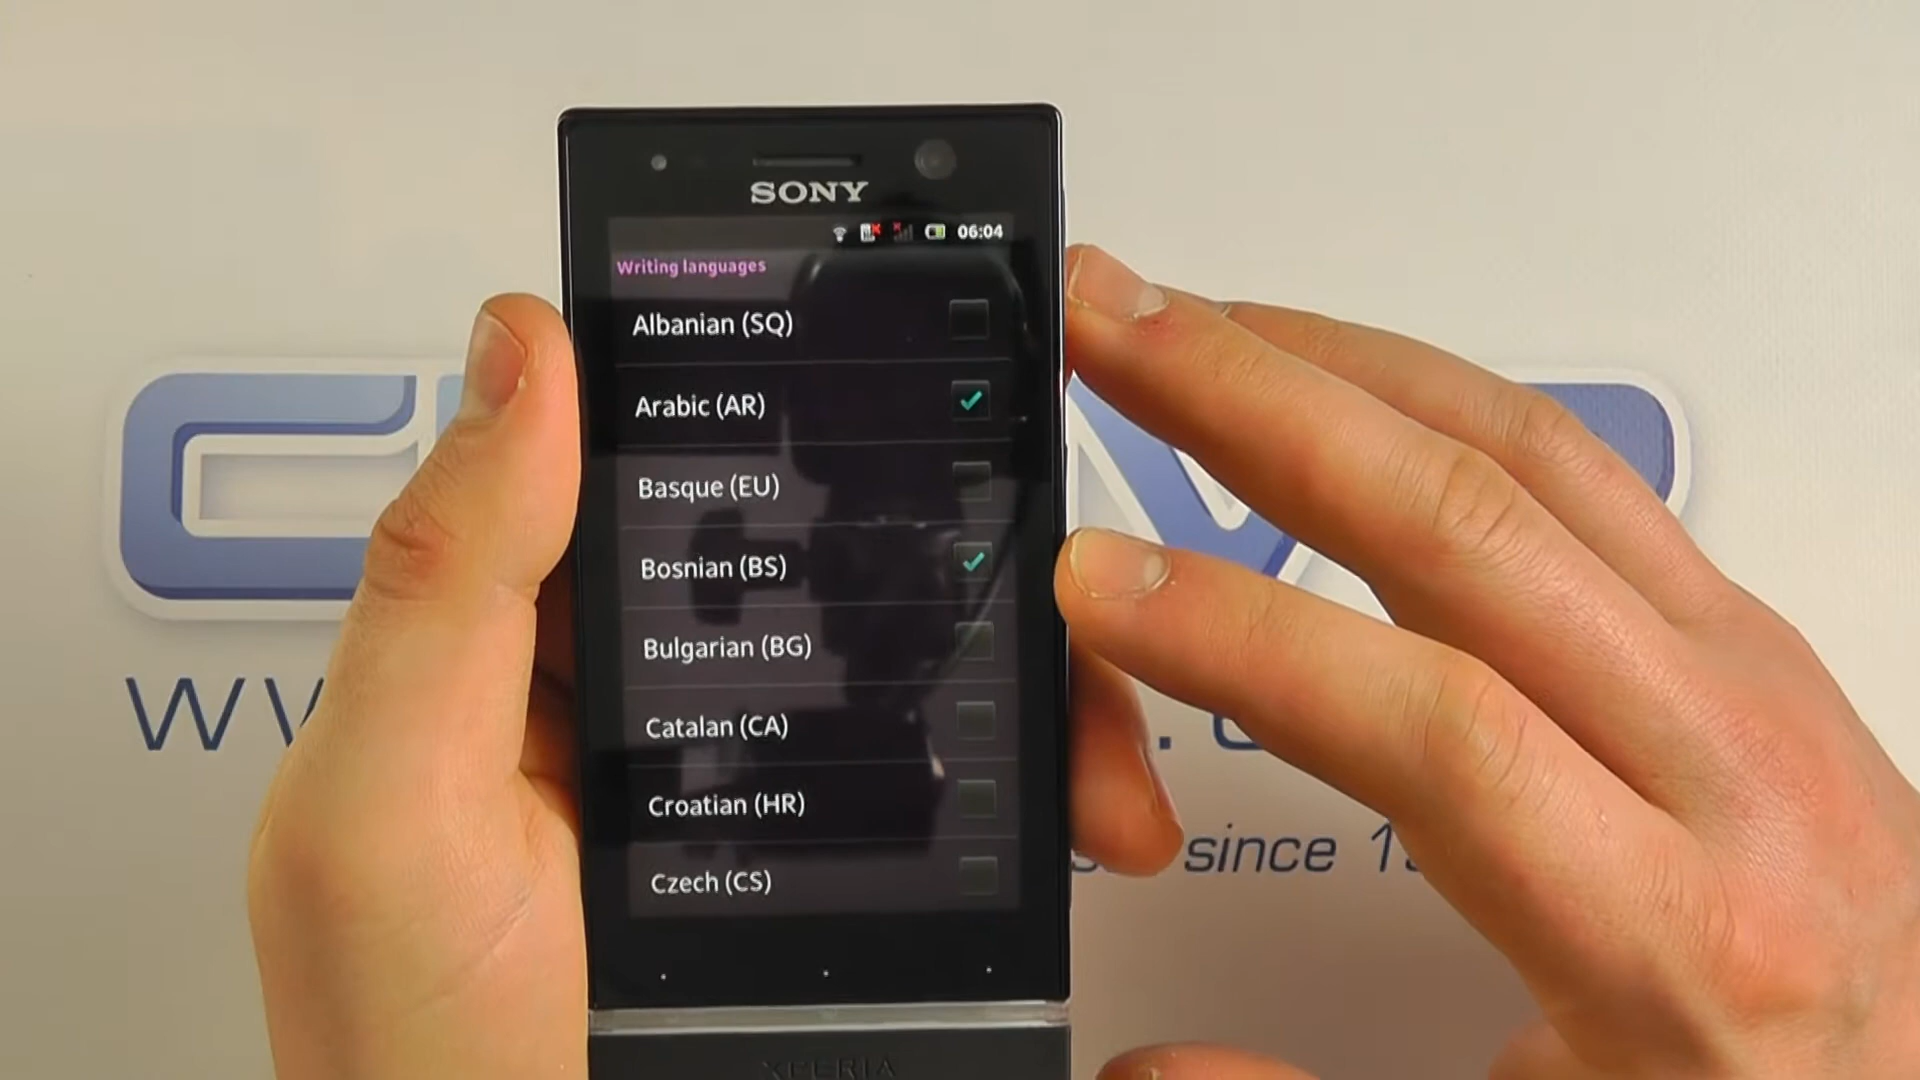 SONY
06:04
Writing languages
Albanian (SQ)
Arabic (AR)
Basque (EU)
Bosnian (BS)
Bulgarian (BG)
Catalan (CA)
Croatian (HR)
Czech (CS)
since
XPERIA